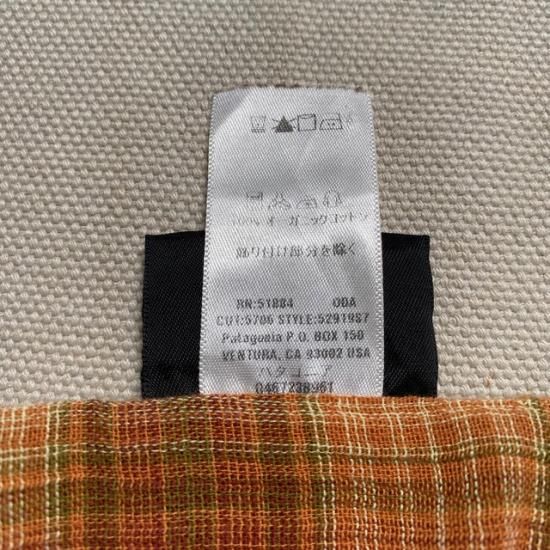 100% オーガニックコットン
飾り付け部分を除く
RN:51884 ODA
CUT:5706 STYLE:52919S7
Patagonia P.O. BOX 150
VENTURA, CA 93002 USA
パタゴニア
0467238961